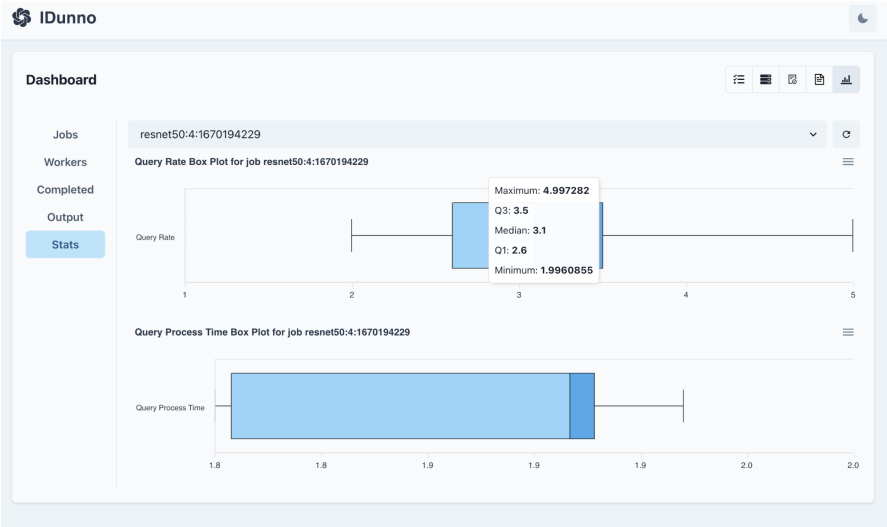 IDunno
Dashboard
Jobs
Workers
Completed
Output
Stats
resnet50:4:1670194229
Query Rate Box Plot for job resnet50:4:1670194229
Maximum: 4.997282
Q3: 3.5
Median: 3.1
Q1: 2.6
Minimum: 1.9960855
Query Rate
1 2 3 4 5
Query Process Time Box Plot for job resnet50:4:1670194229
Query Process Time
1.8 1.8 1.9 1.9 1.9 2.0 2.0